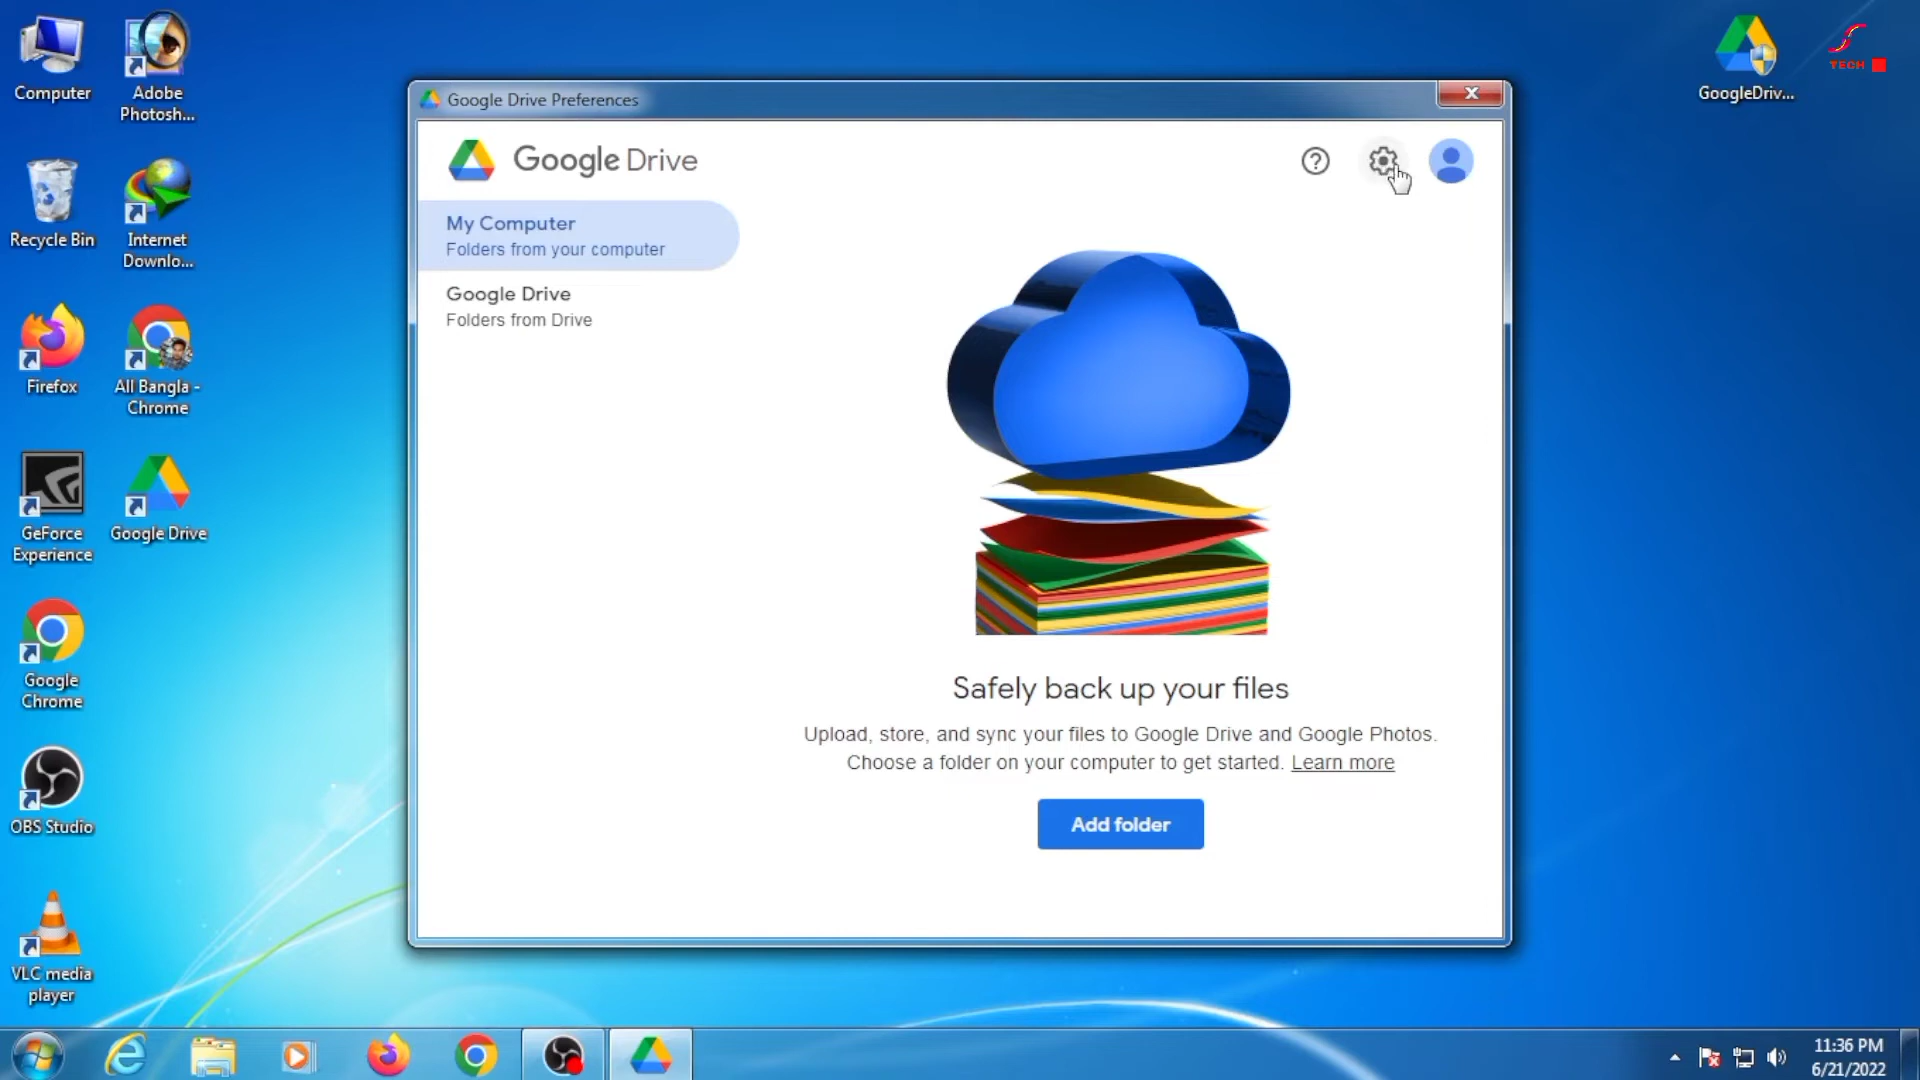 Computer
Adobe
Photosh...
GoogleDriv...
TECH
Google Drive Preferences
Google Drive
My Computer
Folders from your computer
Google Drive
Folders from Drive
Recycle Bin
Internet
Downlo...
Firefox
All Bangla -
Chrome
GeForce
Experience
Google Drive
Google
Chrome
OBS Studio
VLC media
player
Safely back up your files
Upload, store, and sync your files to Google Drive and Google Photos.
Choose a folder on your computer to get started. Learn more
Add folder
11:36 PM
6/21/2022